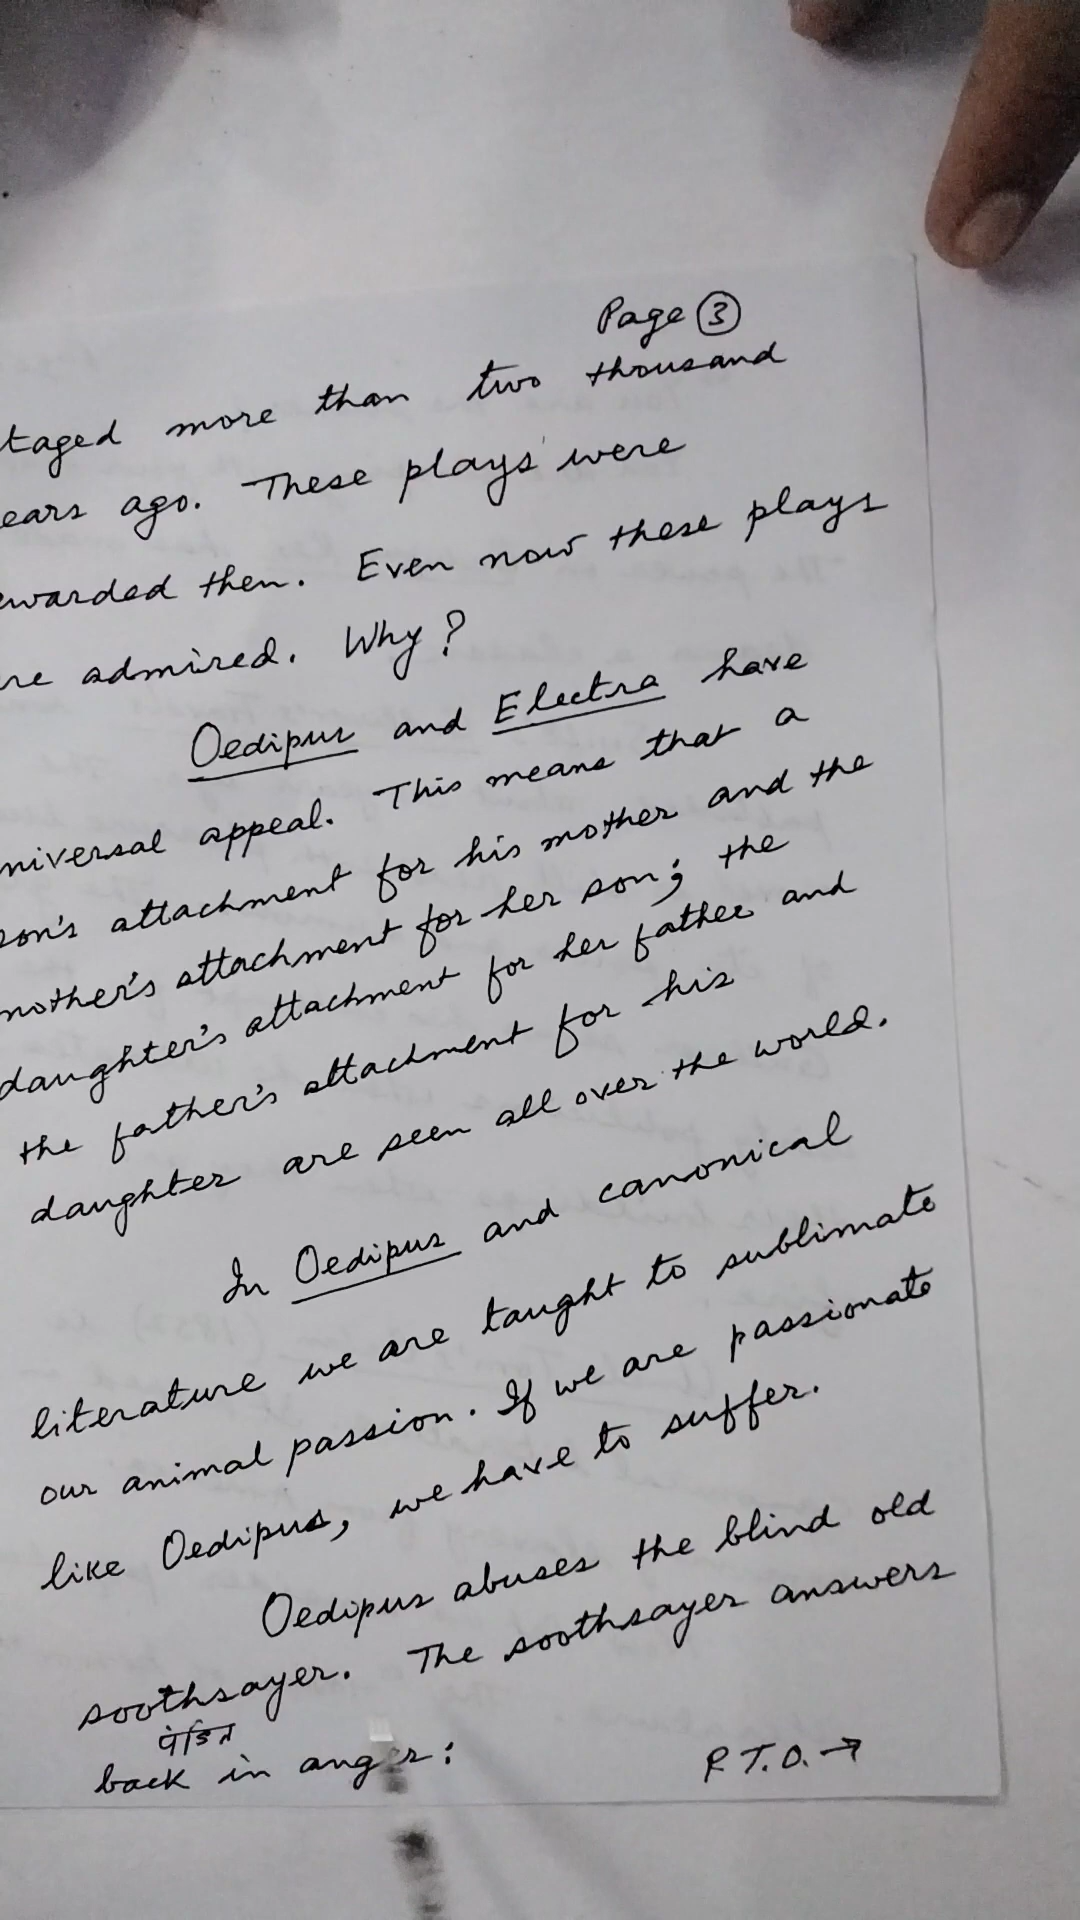 Page 3
taged more than two thousand
ears ago. These plays were
ewarded then. Even now these plays
re admired. Why?
Oedipus and Electra have
niversal appeal. This means that a
son's attachment for his mother and the
mother's attachment for her son; the
daughter's attachment for her father and
the father's attachment for his
daughter are seen all over the world.
In Oedipus and canonical
literature we are taught to sublimate
our animal passion. If we are passionate
like Oedipus, we have to suffer.
Oedipus abuses the blind old
soothsayer. The soothsayer answers
पंडित
back in anger:
P.T.O. →